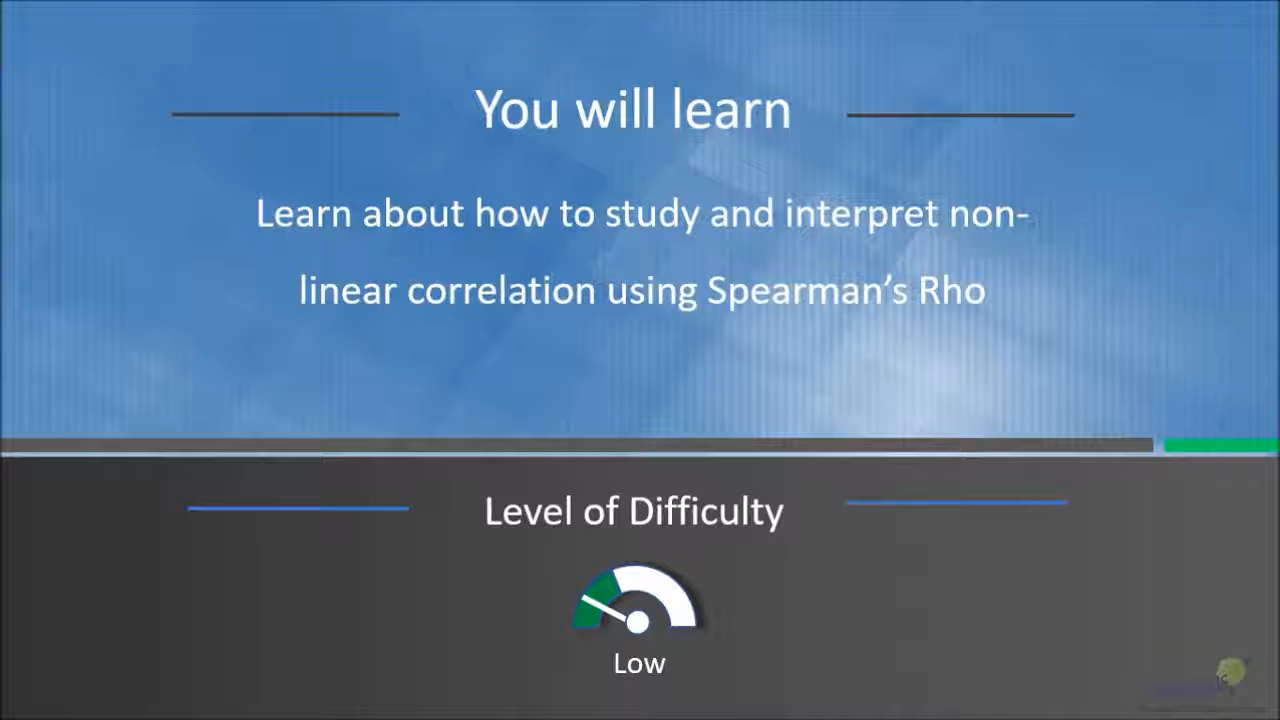 You will learn
Learn about how to study and interpret non-
linear correlation using Spearman’s Rho
Level of Difficulty
Low